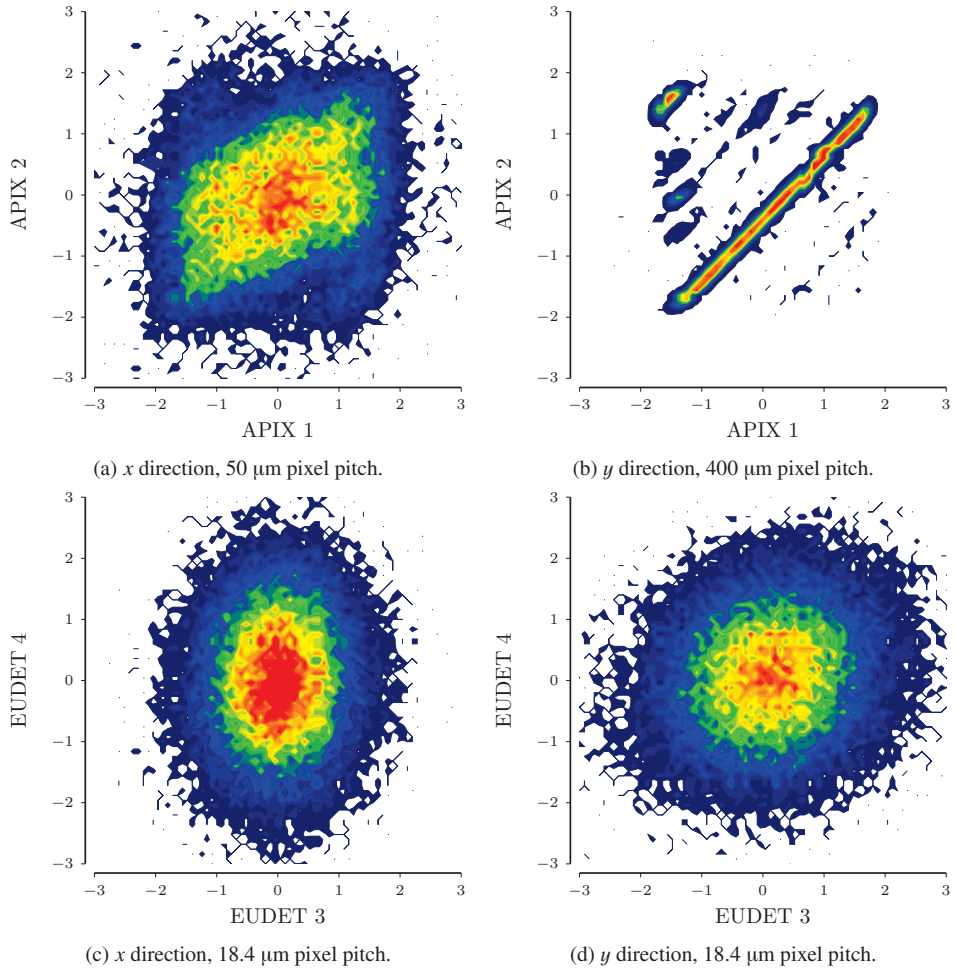 3
2
1
0
−1
−2
−3
APIX 2
−3 −2 −1 0 1 2 3
APIX 1
(a) x direction, 50 µm pixel pitch.
3
2
1
0
−1
−2
−3
APIX 2
−3 −2 −1 0 1 2 3
APIX 1
(b) y direction, 400 µm pixel pitch.
3
2
1
0
−1
−2
−3
EUDET 4
−3 −2 −1 0 1 2 3
EUDET 3
(c) x direction, 18.4 µm pixel pitch.
3
2
1
0
−1
−2
−3
EUDET 4
−3 −2 −1 0 1 2 3
EUDET 3
(d) y direction, 18.4 µm pixel pitch.